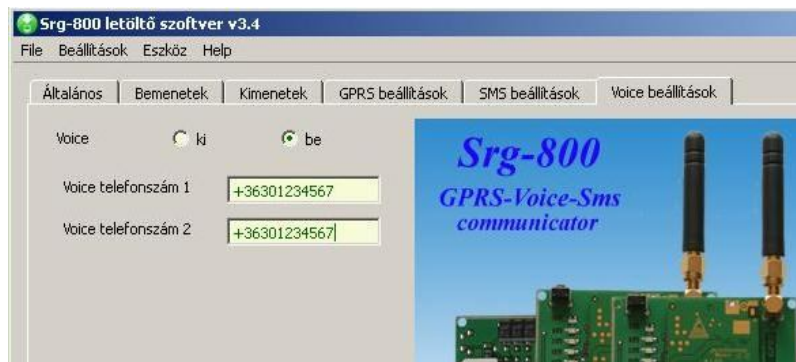 Srg-800 letöltő szoftver v3.4
File Beállítások Eszköz Help
Általános Bemenetek Kimenetek GPRS beállítások SMS beállítások Voice beállítások
Voice ki be
Voice telefonszám 1 +36301234567
Voice telefonszám 2 +36301234567
Srg-800
GPRS-Voice-Sms
communicator